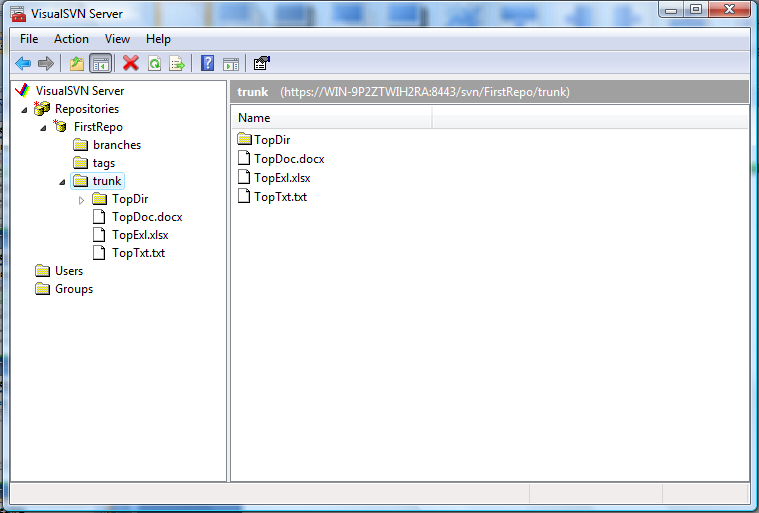 VisualSVN Server
File Action View Help
VisualSVN Server
Repositories
FirstRepo
branches
tags
trunk
TopDir
TopDoc.docx
TopExl.xlsx
TopTxt.txt
Users
Groups
trunk (https://WIN-9P2ZTWIH2RA:8443/svn/FirstRepo/trunk)
Name
TopDir
TopDoc.docx
TopExl.xlsx
TopTxt.txt